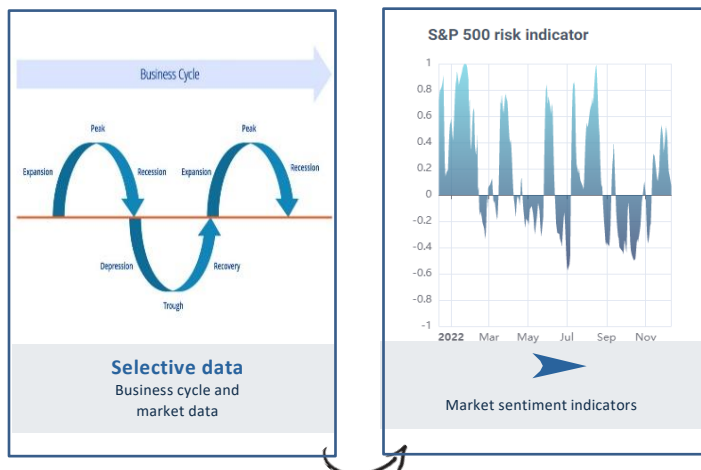 Business Cycle
Peak
Peak
Expansion
Recession
Expansion
Recession
Depression
Recovery
Trough
Selective data
Business cycle and
market data
S&P 500 risk indicator
1
0.8
0.6
0.4
0.2
0
-0.2
-0.4
-0.6
-0.8
-1
2022 Mar May Jul Sep Nov
Market sentiment indicators